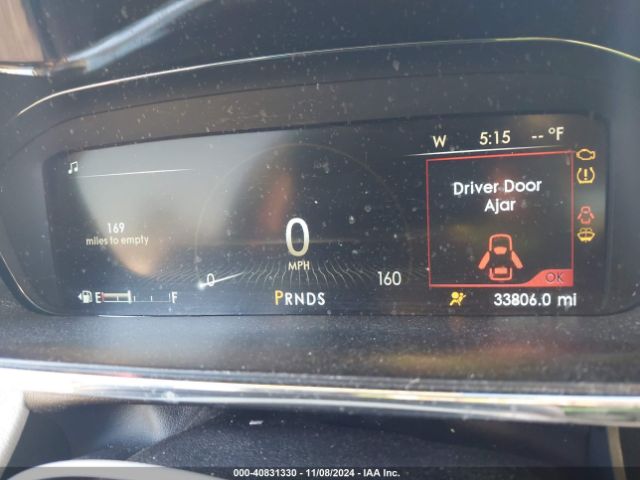 W 5:15 -- °F
Driver Door
Ajar
169
miles to empty
0
MPH
0 160
E F
PRNDS
OK
33806.0 mi
000-40831330 - 11/08/2024 - IAA Inc.